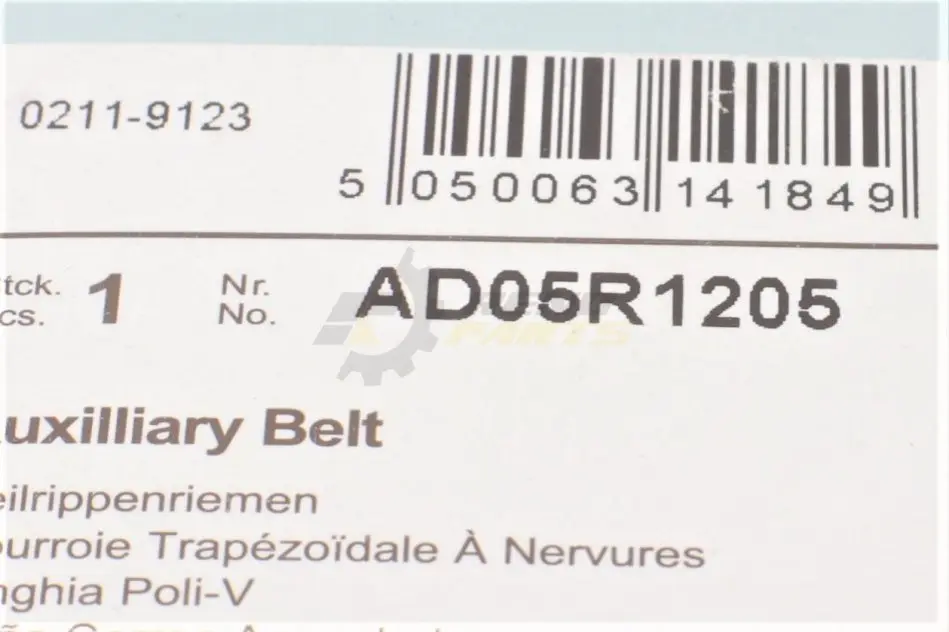 0211-9123
5 050063 141849
tck. 1 Nr. AD05R1205
cs. No.
uxilliary Belt
eilrippenriemen
ourroie Trapézoïdale À Nervures
nghia Poli-V
PARTS